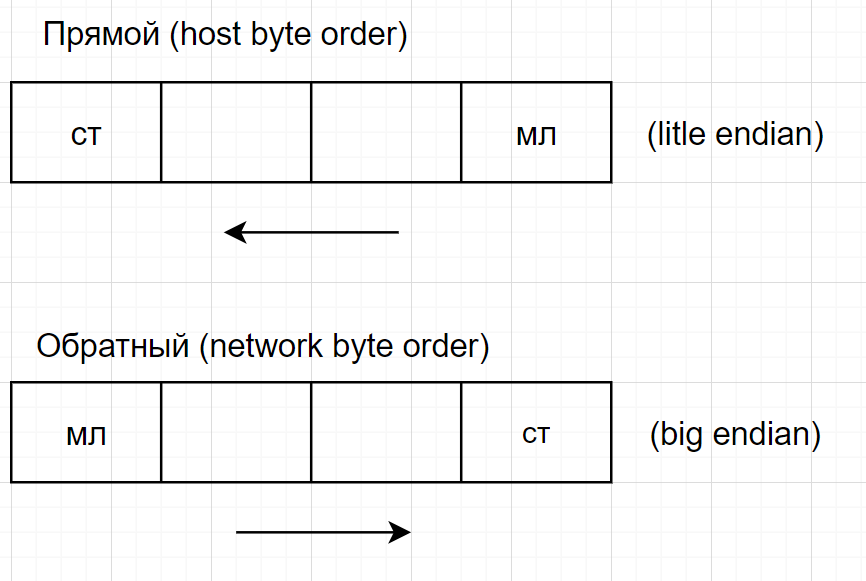 Прямой (host byte order)
ст мл (litle endian)
Обратный (network byte order)
мл ст (big endian)